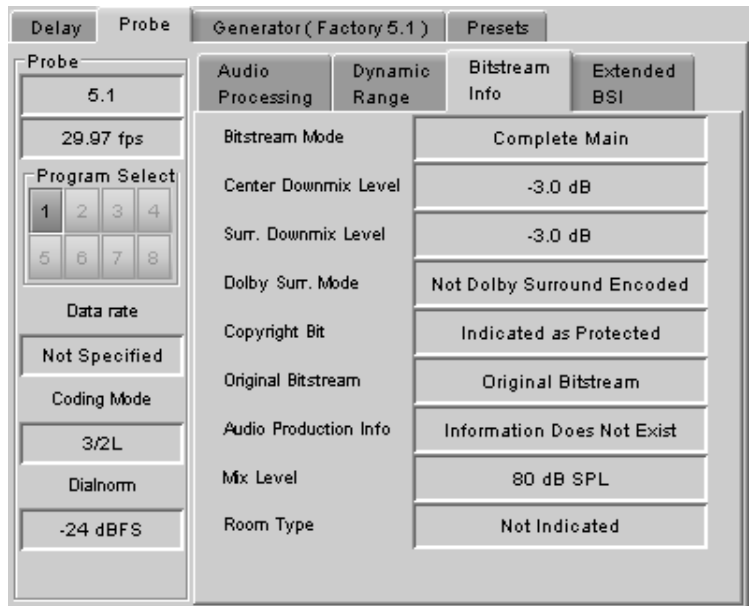 Delay
Probe
Generator ( Factory 5.1 )
Presets
Probe
5.1
29.97 fps
Program Select
1 2 3 4
5 6 7 8
Data rate
Not Specified
Coding Mode
3/2L
Dialnorm
-24 dBFS
Audio
Processing
Dynamic
Range
Bitstream
Info
Extended
BSI
Bitstream Mode Complete Main
Center Downmix Level -3.0 dB
Surr. Downmix Level -3.0 dB
Dolby Surr. Mode Not Dolby Surround Encoded
Copyright Bit Indicated as Protected
Original Bitstream Original Bitstream
Audio Production Info Information Does Not Exist
Mix Level 80 dB SPL
Room Type Not Indicated